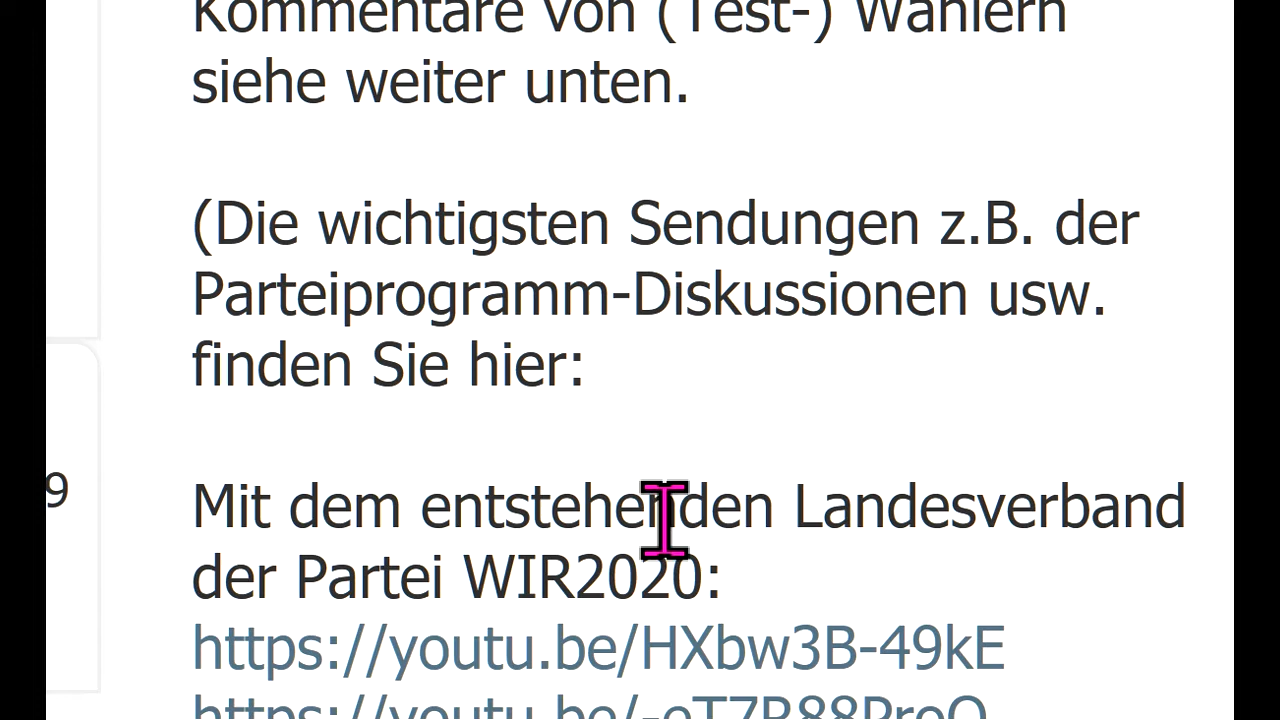 Kommentare von (Test-) Wählern
siehe weiter unten.
(Die wichtigsten Sendungen z.B. der
Parteiprogramm-Diskussionen usw.
finden Sie hier:
9
Mit dem entstehenden Landesverband
der Partei WIR2020:
https://youtu.be/HXbw3B-49kE